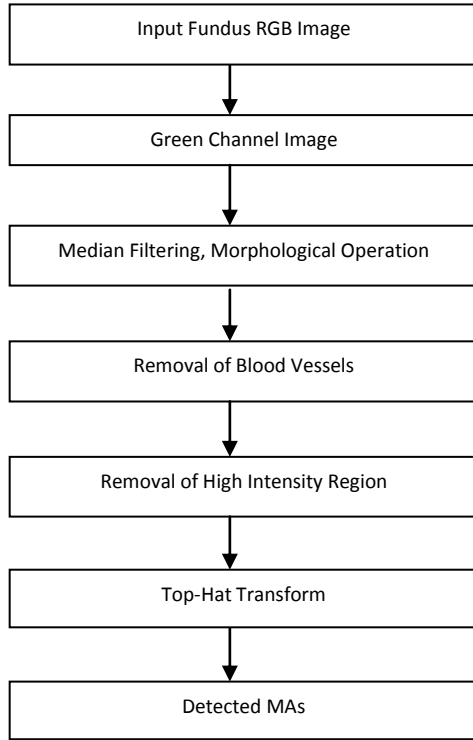 Input Fundus RGB Image
Green Channel Image
Median Filtering, Morphological Operation
Removal of Blood Vessels
Removal of High Intensity Region
Top-Hat Transform
Detected MAs